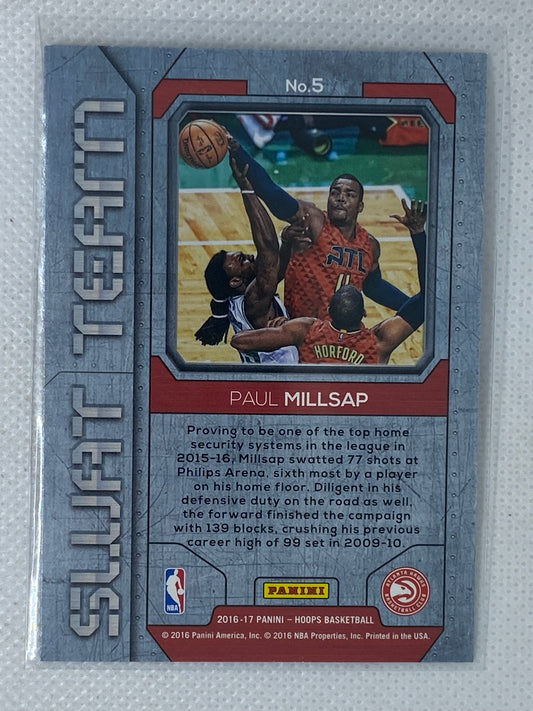 SWAT TEAM
No.5
ATL
4
HORFORD
PAUL MILLSAP
Proving to be one of the top home
security systems in the league in
2015-16, Millsap swatted 77 shots at
Philips Arena, sixth most by a player
on his home floor. Diligent in his
defensive duty on the road as well,
the forward finished the campaign
with 139 blocks, crushing his previous
career high of 99 set in 2009-10.
NBA
PANINI
ATLANTA HAWKS
BASKETBALL CLUB
2016-17 PANINI – HOOPS BASKETBALL
© 2016 Panini America, Inc. © 2016 NBA Properties, Inc. Printed in the USA.